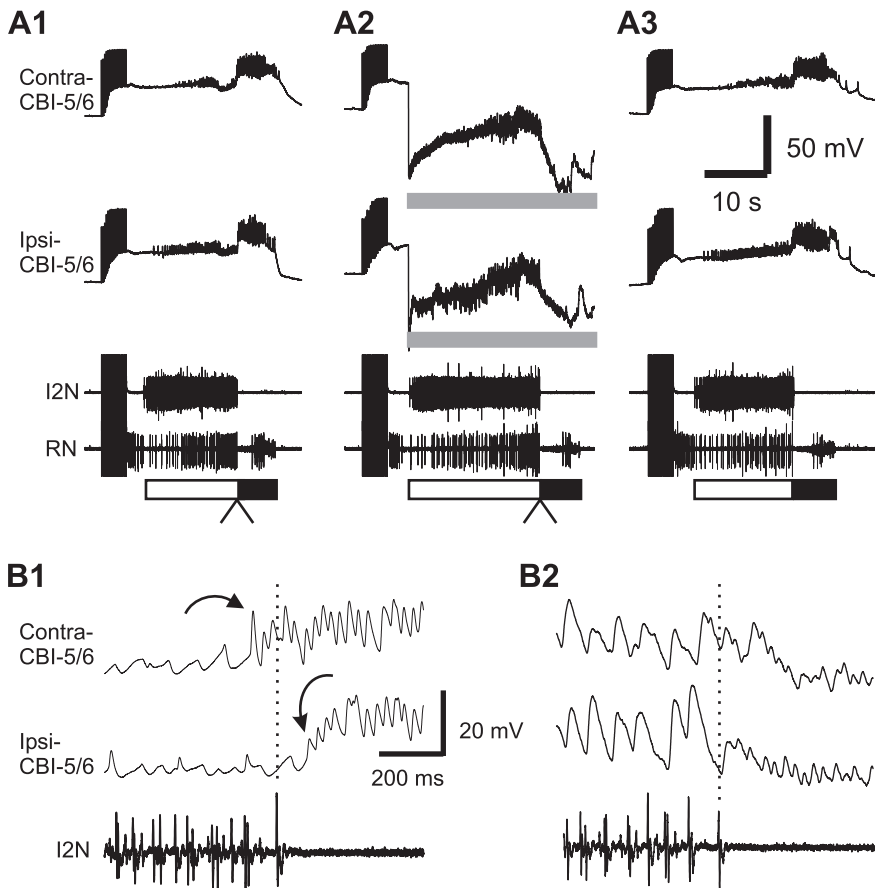 A1
A2
A3
Contra-
CBI-5/6
50 mV
10 s
Ipsi-
CBI-5/6
I2N
RN
B1
B2
Contra-
CBI-5/6
Ipsi-
CBI-5/6
20 mV
200 ms
I2N